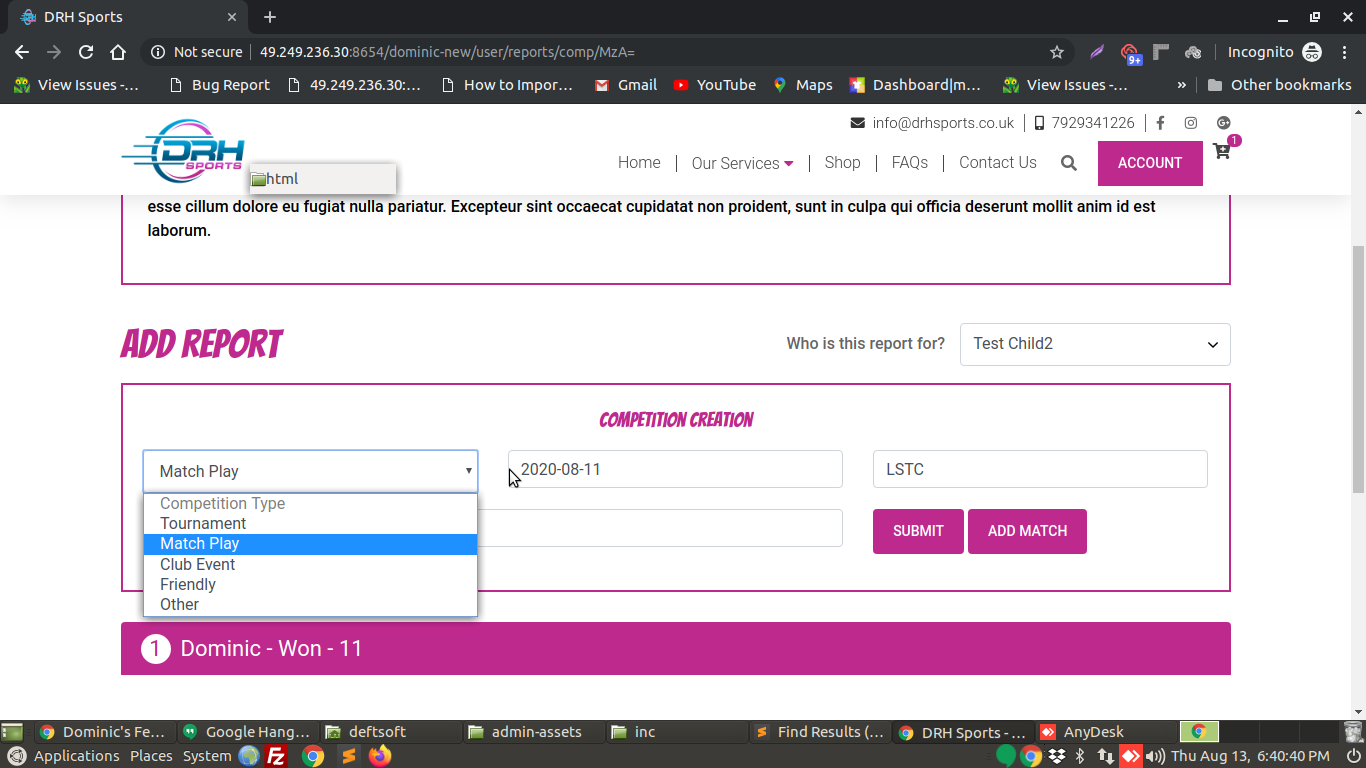 DRH Sports
Not secure
49.249.236.30:8654/dominic-new/user/reports/comp/MzA=
9+
Incognito
View Issues -...
Bug Report
49.249.236.30:...
How to Impor...
Gmail
YouTube
Maps
Dashboard|m...
View Issues -...
»
Other bookmarks
DRH
SPORTS
html
info@drhsports.co.uk
7929341226
Home
Our Services
Shop
FAQs
Contact Us
ACCOUNT
1
esse cillum dolore eu fugiat nulla pariatur. Excepteur sint occaecat cupidatat non proident, sunt in culpa qui officia deserunt mollit anim id est
laborum.
ADD REPORT
Who is this report for?
Test Child2
COMPETITION CREATION
Match Play
2020-08-11
LSTC
Competition Type
Tournament
Match Play
Club Event
Friendly
Other
SUBMIT
ADD MATCH
1 Dominic - Won - 11
Dominic's Fe...
Google Hang...
deftsoft
admin-assets
inc
Find Results (...
DRH Sports - ...
AnyDesk
Applications
Places
System
Thu Aug 13, 6:40:40 PM